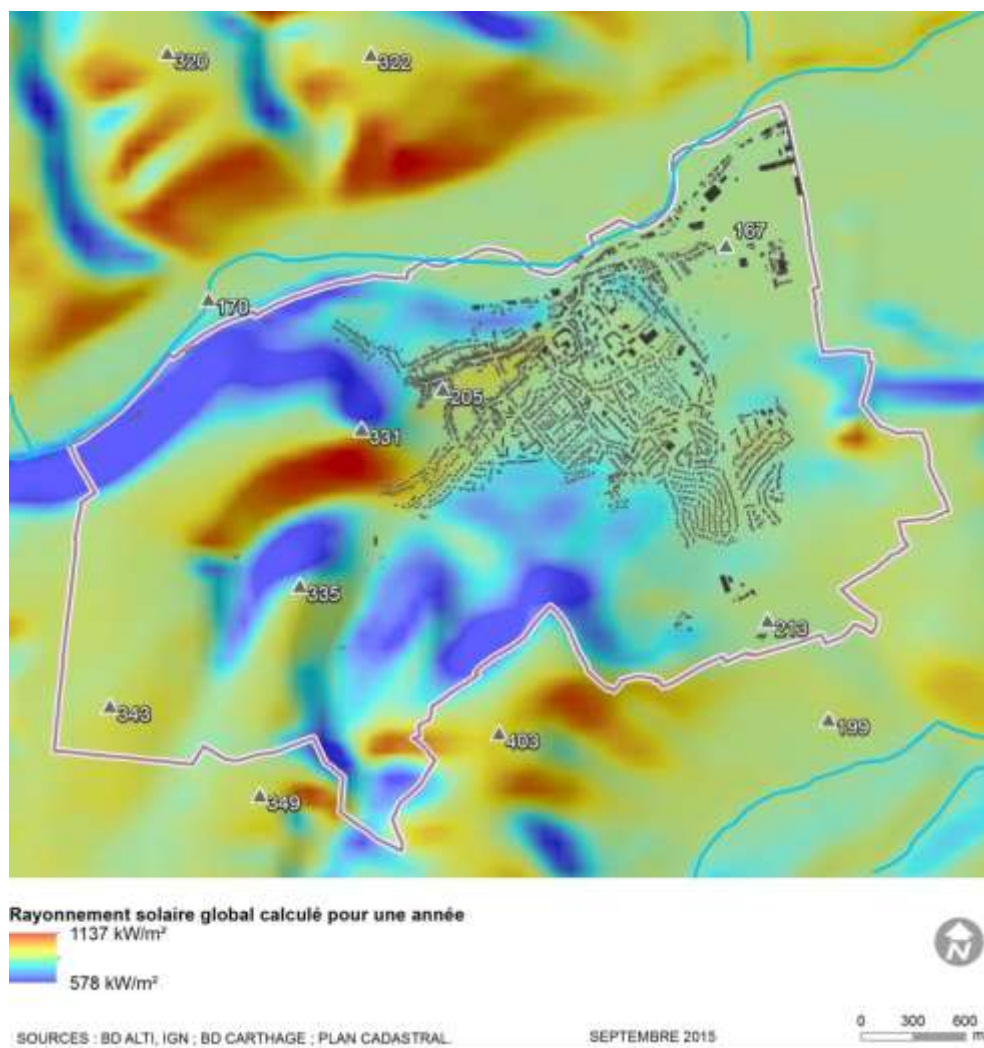 320
322
167
170
205
331
335
213
343
403
199
349
Rayonnement solaire global calculé pour une année
1137 kW/m²
578 kW/m²
N
SOURCES : BD ALTI, IGN ; BD CARTHAGE ; PLAN CADASTRAL.
SEPTEMBRE 2015
0 300 600
m